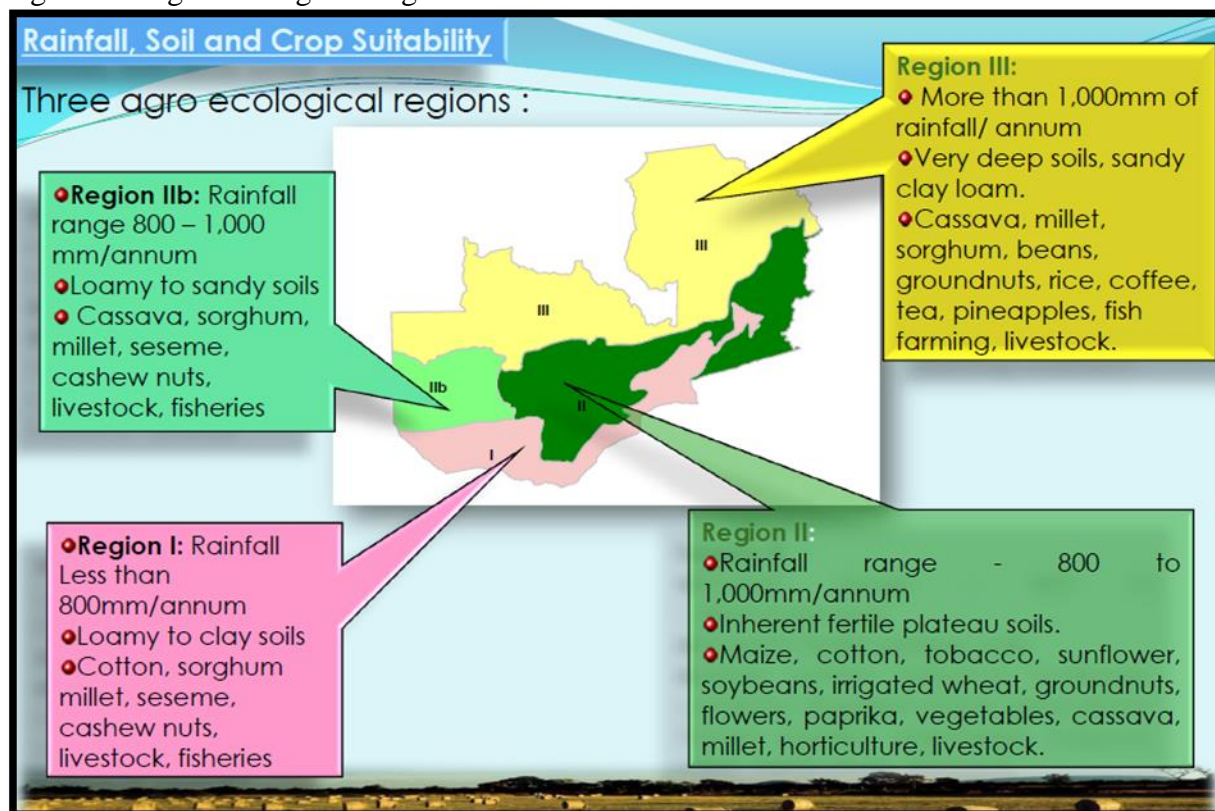 Rainfall, Soil and Crop Suitability
Three agro ecological regions :
Region III:
More than 1,000mm of
rainfall/ annum
Very deep soils, sandy
clay loam.
Cassava, millet,
sorghum, beans,
groundnuts, rice, coffee,
tea, pineapples, fish
farming, livestock.
Region IIb: Rainfall
range 800 – 1,000
mm/annum
Loamy to sandy soils
Cassava, sorghum,
millet, seseme,
cashew nuts,
livestock, fisheries
III
III
IIb
II
I
Region I: Rainfall
Less than
800mm/annum
Loamy to clay soils
Cotton, sorghum
millet, seseme,
cashew nuts,
livestock, fisheries
Region II:
Rainfall range - 800 to
1,000mm/annum
Inherent fertile plateau soils.
Maize, cotton, tobacco, sunflower,
soybeans, irrigated wheat, groundnuts,
flowers, paprika, vegetables, cassava,
millet, horticulture, livestock.